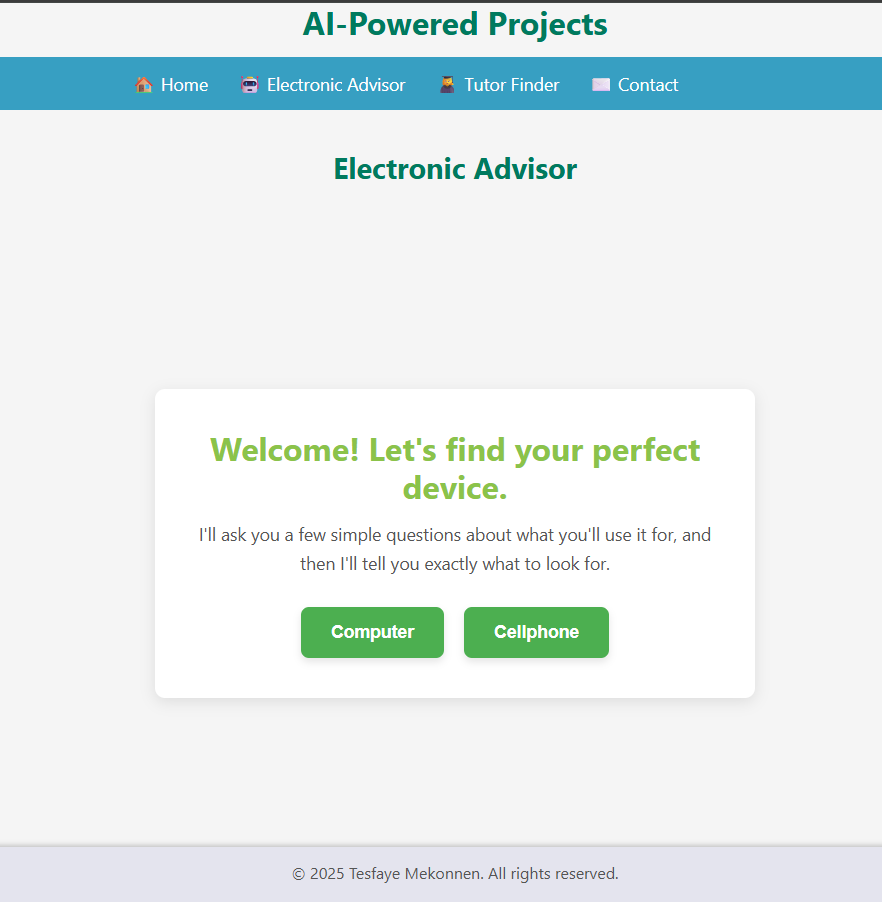 AI-Powered Projects
🏠 Home 🤖 Electronic Advisor 👩‍🎓 Tutor Finder ✉️ Contact
Electronic Advisor
Welcome! Let's find your perfect
device.
I'll ask you a few simple questions about what you'll use it for, and
then I'll tell you exactly what to look for.
Computer Cellphone
© 2025 Tesfaye Mekonnen. All rights reserved.